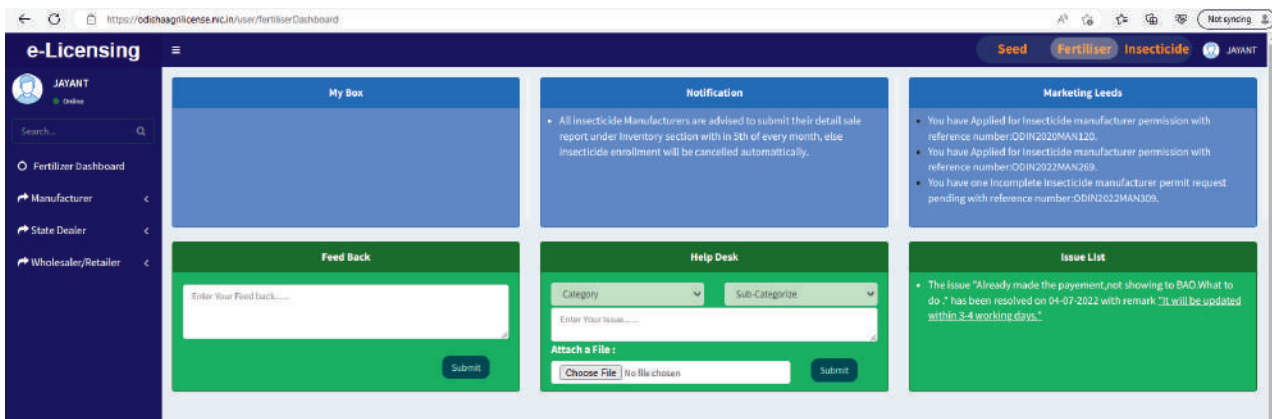 https://odishaagrilicense.nic.in/user/fertiliserDashboard
Not syncing
e-Licensing
Seed Fertiliser Insecticide JAYANT
JAYANT
Online
Search...
Fertilizer Dashboard
Manufacturer
State Dealer
Wholesaler/Retailer
My Box
Notification
All insecticide Manufacturers are advised to submit their detail sale
report under Inventory section with in 5th of every month, else
insecticide enrollment will be cancelled automattically.
Marketing Leeds
You have Applied for Insecticide manufacturer permission with
reference number:ODIN2020MAN120.
You have Applied for Insecticide manufacturer permission with
reference number:ODIN2022MAN269.
You have one Incomplete Insecticide manufacturer permit request
pending with reference number:ODIN2022MAN309.
Feed Back
Enter Your Feed back......
Submit
Help Desk
Category Sub-Categorize
Enter Your Issue......
Attach a File :
Choose File No file chosen
Submit
Issue List
The issue "Already made the payement,not showing to BAO.What to
do ." has been resolved on 04-07-2022 with remark "It will be updated
within 3-4 working days."